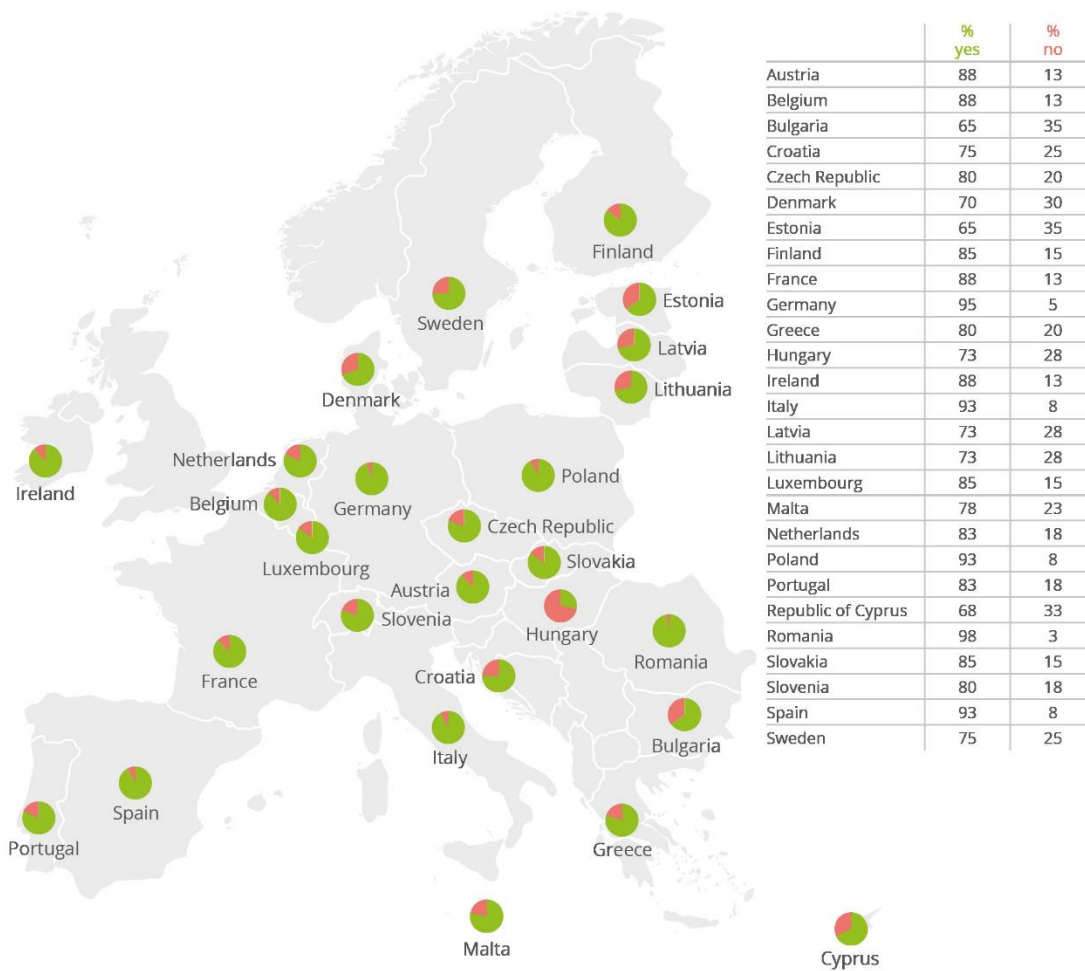 % %
yes no
Austria 88 13
Belgium 88 13
Bulgaria 65 35
Croatia 75 25
Czech Republic 80 20
Denmark 70 30
Estonia 65 35
Finland 85 15
France 88 13
Germany 95 5
Greece 80 20
Hungary 73 28
Ireland 88 13
Italy 93 8
Latvia 73 28
Lithuania 73 28
Luxembourg 85 15
Malta 78 23
Netherlands 83 18
Poland 93 8
Portugal 83 18
Republic of Cyprus 68 33
Romania 98 3
Slovakia 85 15
Slovenia 80 18
Spain 93 8
Sweden 75 25
Finland
Estonia
Sweden
Latvia
Lithuania
Denmark
Netherlands
Poland
Ireland
Belgium
Germany
Czech Republic
Luxembourg
Slovakia
Austria
Slovenia
Hungary
Romania
France
Croatia
Bulgaria
Italy
Spain
Portugal
Greece
Malta
Cyprus